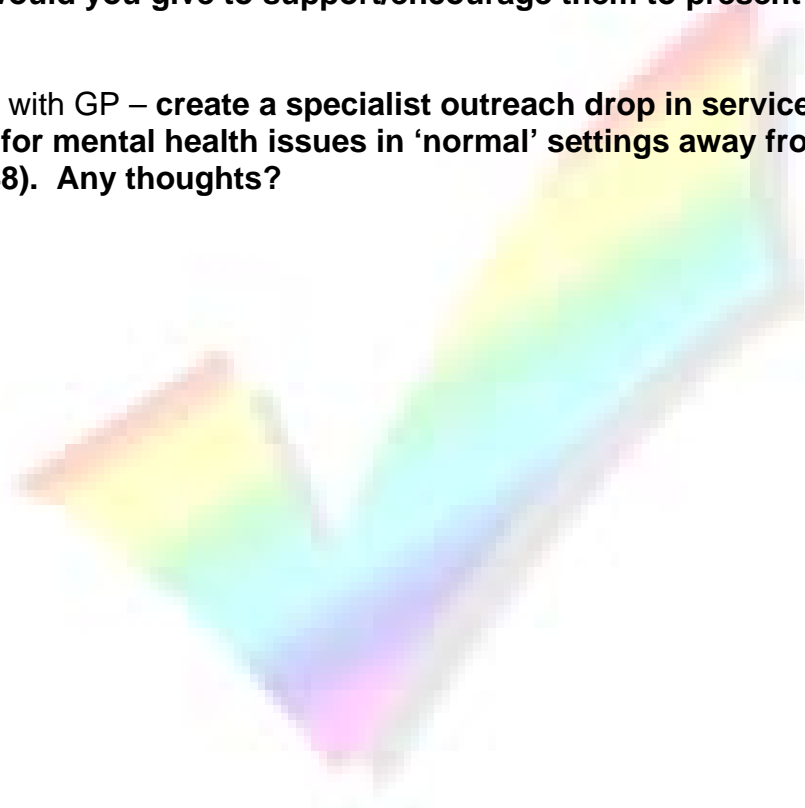 would you give to support/encourage them to present
with GP – create a specialist outreach drop in service
for mental health issues in ‘normal’ settings away fro
8). Any thoughts?